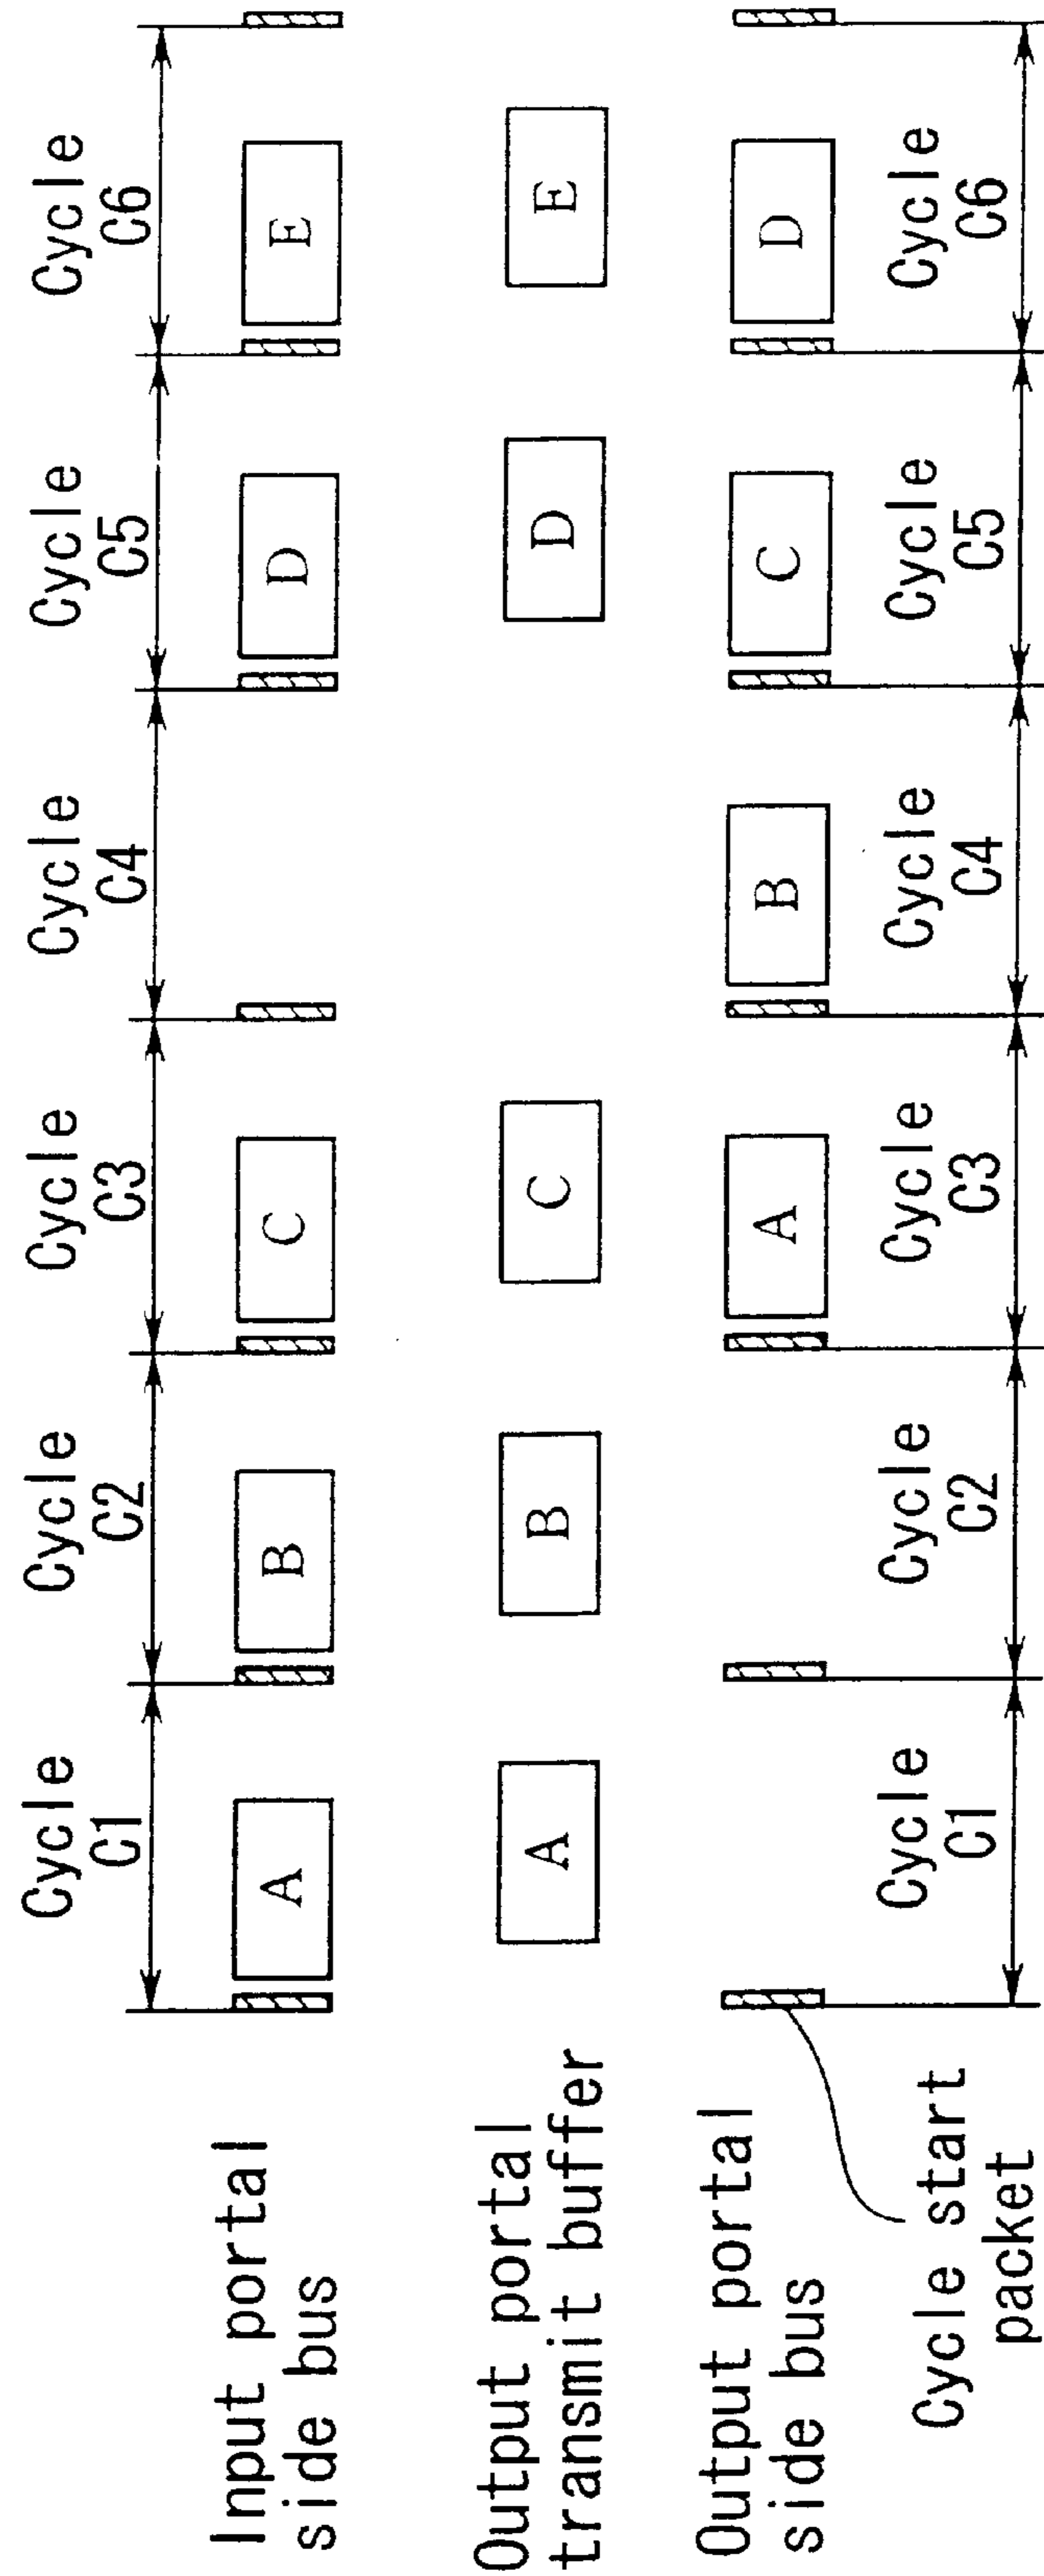 Cycle
C1
Cycle
C2
Cycle
C3
Cycle
C4
Cycle
C5
Cycle
C6
Input portal
side bus
A
B
C
D
E
Output portal
transmit buffer
A
B
C
D
E
Output portal
side bus
A
B
C
D
Cycle start
packet
Cycle
C1
Cycle
C2
Cycle
C3
Cycle
C4
Cycle
C5
Cycle
C6